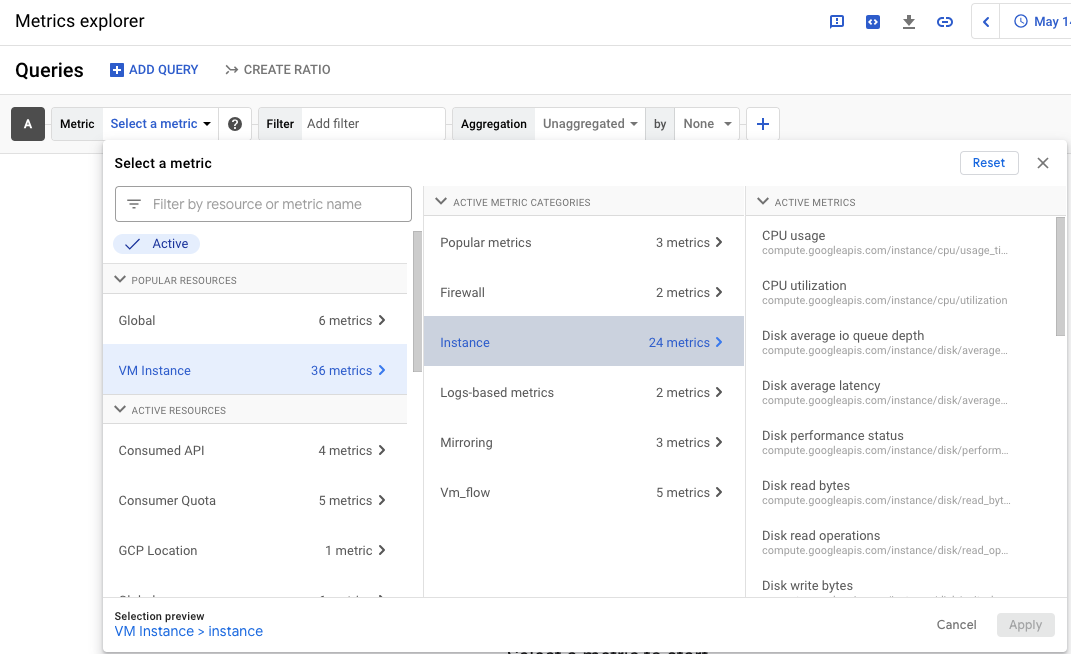 Metrics explorer
May 14
Queries
ADD QUERY
CREATE RATIO
A
Metric
Select a metric
Filter
Add filter
Aggregation
Unaggregated
by
None
Select a metric
Reset
Filter by resource or metric name
Active
POPULAR RESOURCES
Global 6 metrics
VM Instance 36 metrics
ACTIVE RESOURCES
Consumed API 4 metrics
Consumer Quota 5 metrics
GCP Location 1 metric
ACTIVE METRIC CATEGORIES
Popular metrics 3 metrics
Firewall 2 metrics
Instance 24 metrics
Logs-based metrics 2 metrics
Mirroring 3 metrics
Vm_flow 5 metrics
ACTIVE METRICS
CPU usage
compute.googleapis.com/instance/cpu/usage_ti...
CPU utilization
compute.googleapis.com/instance/cpu/utilization
Disk average io queue depth
compute.googleapis.com/instance/disk/average...
Disk average latency
compute.googleapis.com/instance/disk/average...
Disk performance status
compute.googleapis.com/instance/disk/perform...
Disk read bytes
compute.googleapis.com/instance/disk/read_byt...
Disk read operations
compute.googleapis.com/instance/disk/read_op...
Disk write bytes
Selection preview
VM Instance > instance
Cancel
Apply